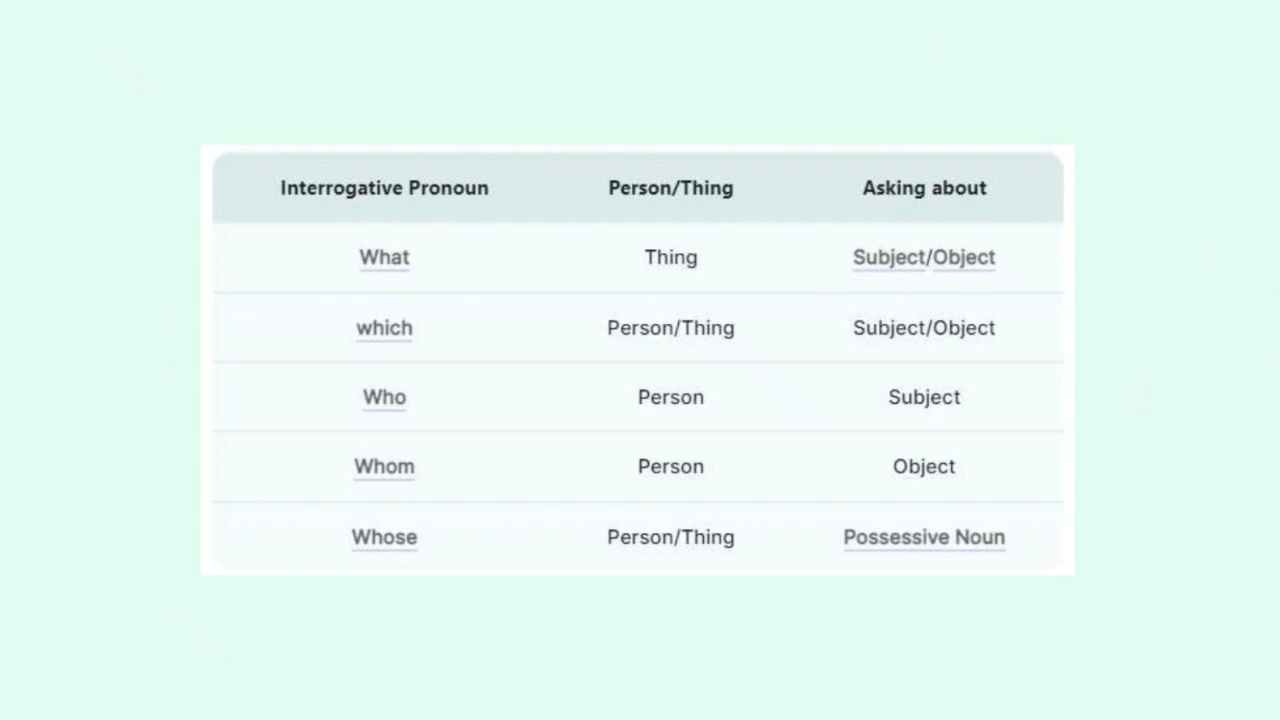 Interrogative Pronoun Person/Thing Asking about
What Thing Subject/Object
which Person/Thing Subject/Object
Who Person Subject
Whom Person Object
Whose Person/Thing Possessive Noun